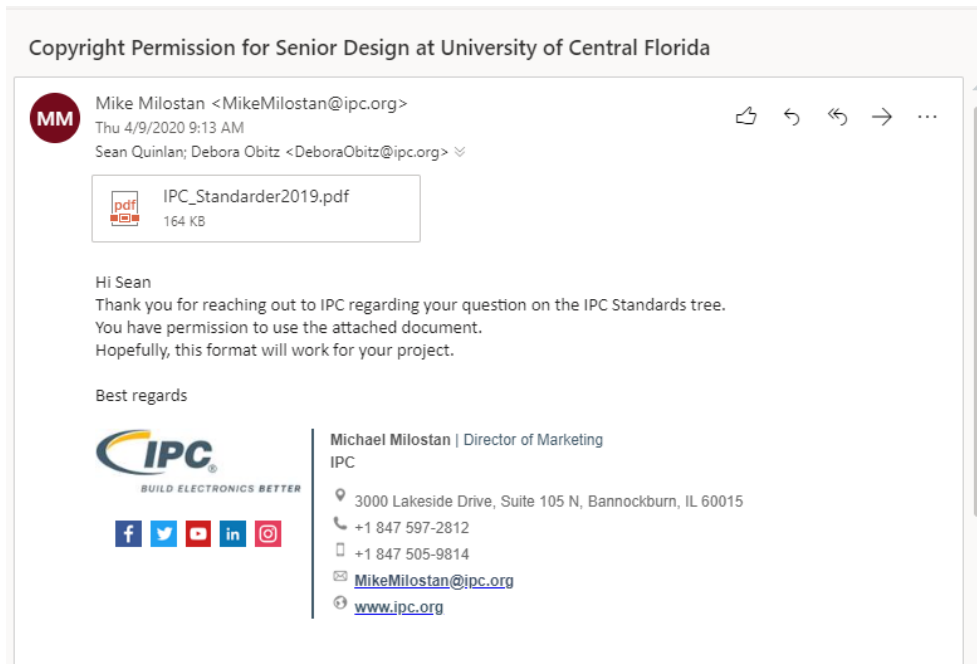 Copyright Permission for Senior Design at University of Central Florida
MM
Mike Milostan <MikeMilostan@ipc.org>
Thu 4/9/2020 9:13 AM
Sean Quinlan; Debora Obitz <DeboraObitz@ipc.org>
pdf
IPC_Standarder2019.pdf
164 KB
Hi Sean
Thank you for reaching out to IPC regarding your question on the IPC Standards tree.
You have permission to use the attached document.
Hopefully, this format will work for your project.
Best regards
IPC®
BUILD ELECTRONICS BETTER
Michael Milostan | Director of Marketing
IPC
3000 Lakeside Drive, Suite 105 N, Bannockburn, IL 60015
+1 847 597-2812
+1 847 505-9814
MikeMilostan@ipc.org
www.ipc.org